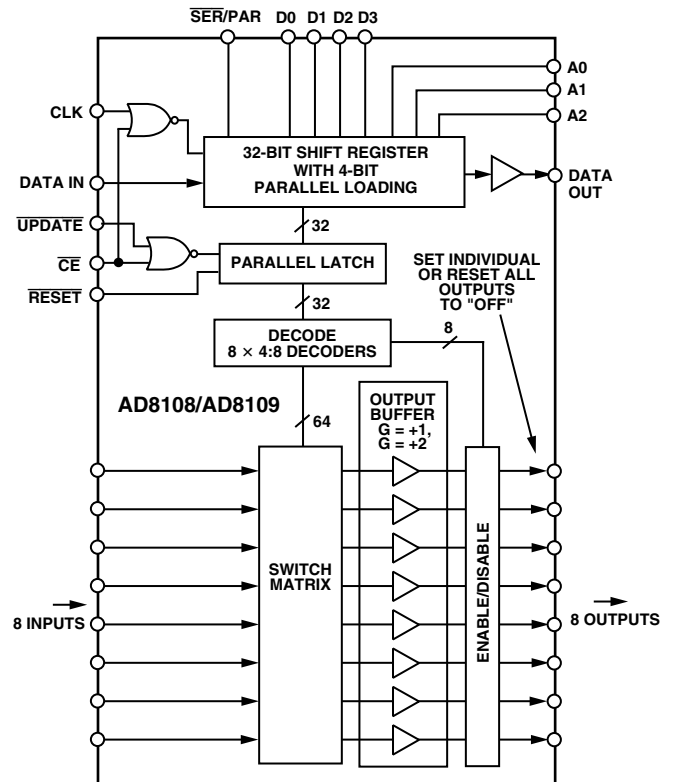 SER/PAR D0 D1 D2 D3
A0
A1
A2
CLK
32-BIT SHIFT REGISTER
WITH 4-BIT
PARALLEL LOADING
DATA IN
DATA
OUT
UPDATE
32
CE
PARALLEL LATCH
SET INDIVIDUAL
OR RESET ALL
OUTPUTS
TO "OFF"
RESET
32
DECODE
8 × 4:8 DECODERS
8
AD8108/AD8109
OUTPUT
BUFFER
G = +1,
G = +2
64
SWITCH
MATRIX
ENABLE/DISABLE
8 INPUTS
8 OUTPUTS